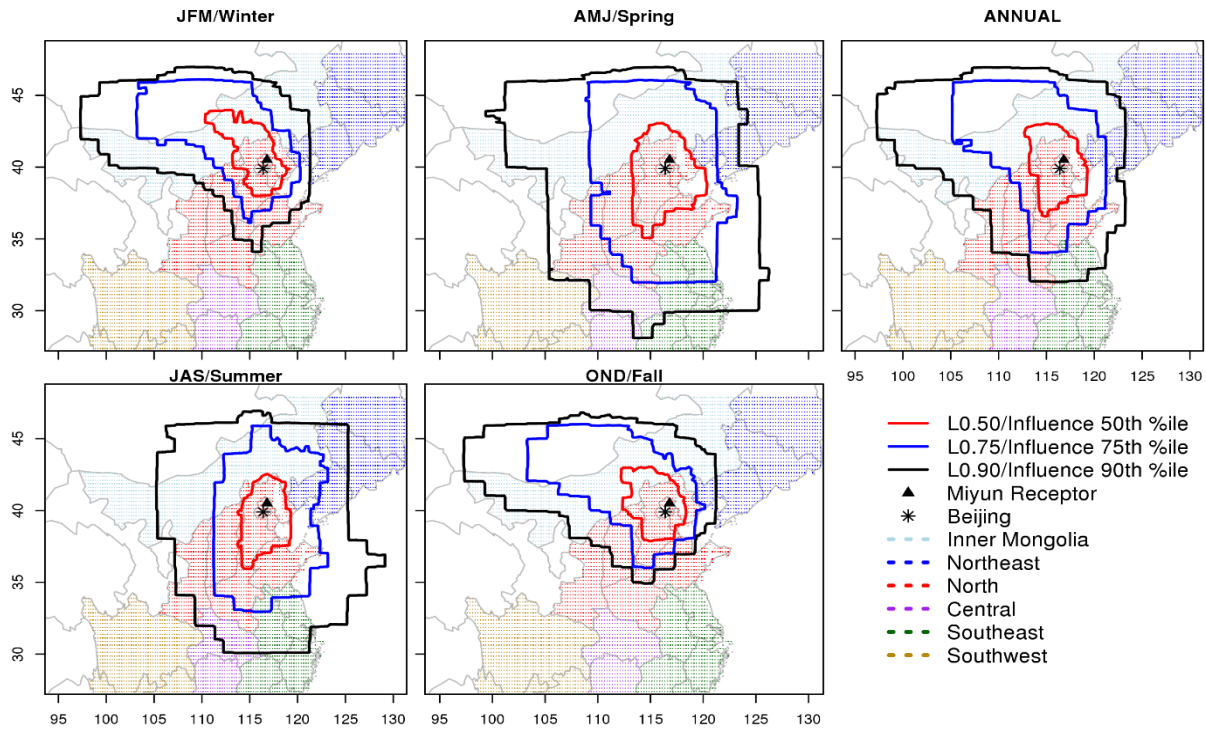 JFM/Winter
AMJ/Spring
ANNUAL
45
40
35
30
95 100 105 110 115 120 125 130
JAS/Summer
OND/Fall
45
40
35
30
95 100 105 110 115 120 125 130
95 100 105 110 115 120 125 130
L0.50/Influence 50th %ile
L0.75/Influence 75th %ile
L0.90/Influence 90th %ile
Miyun Receptor
Beijing
Inner Mongolia
Northeast
North
Central
Southeast
Southwest